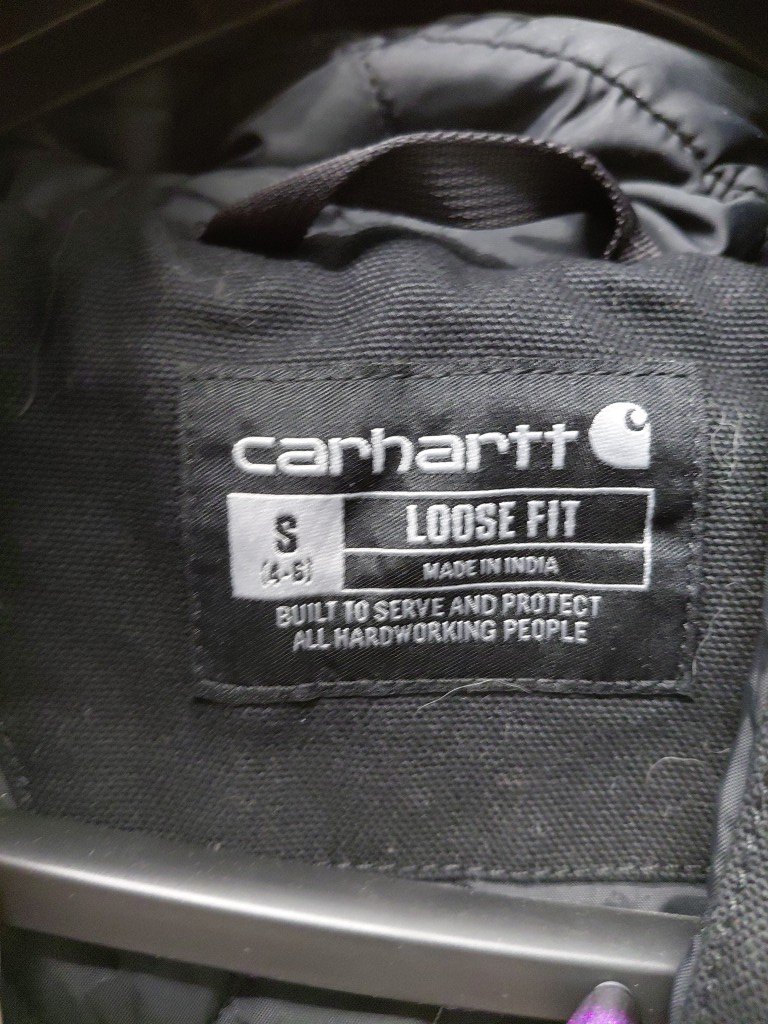 carhartt
S
(4-6)
LOOSE FIT
MADE IN INDIA
BUILT TO SERVE AND PROTECT
ALL HARDWORKING PEOPLE